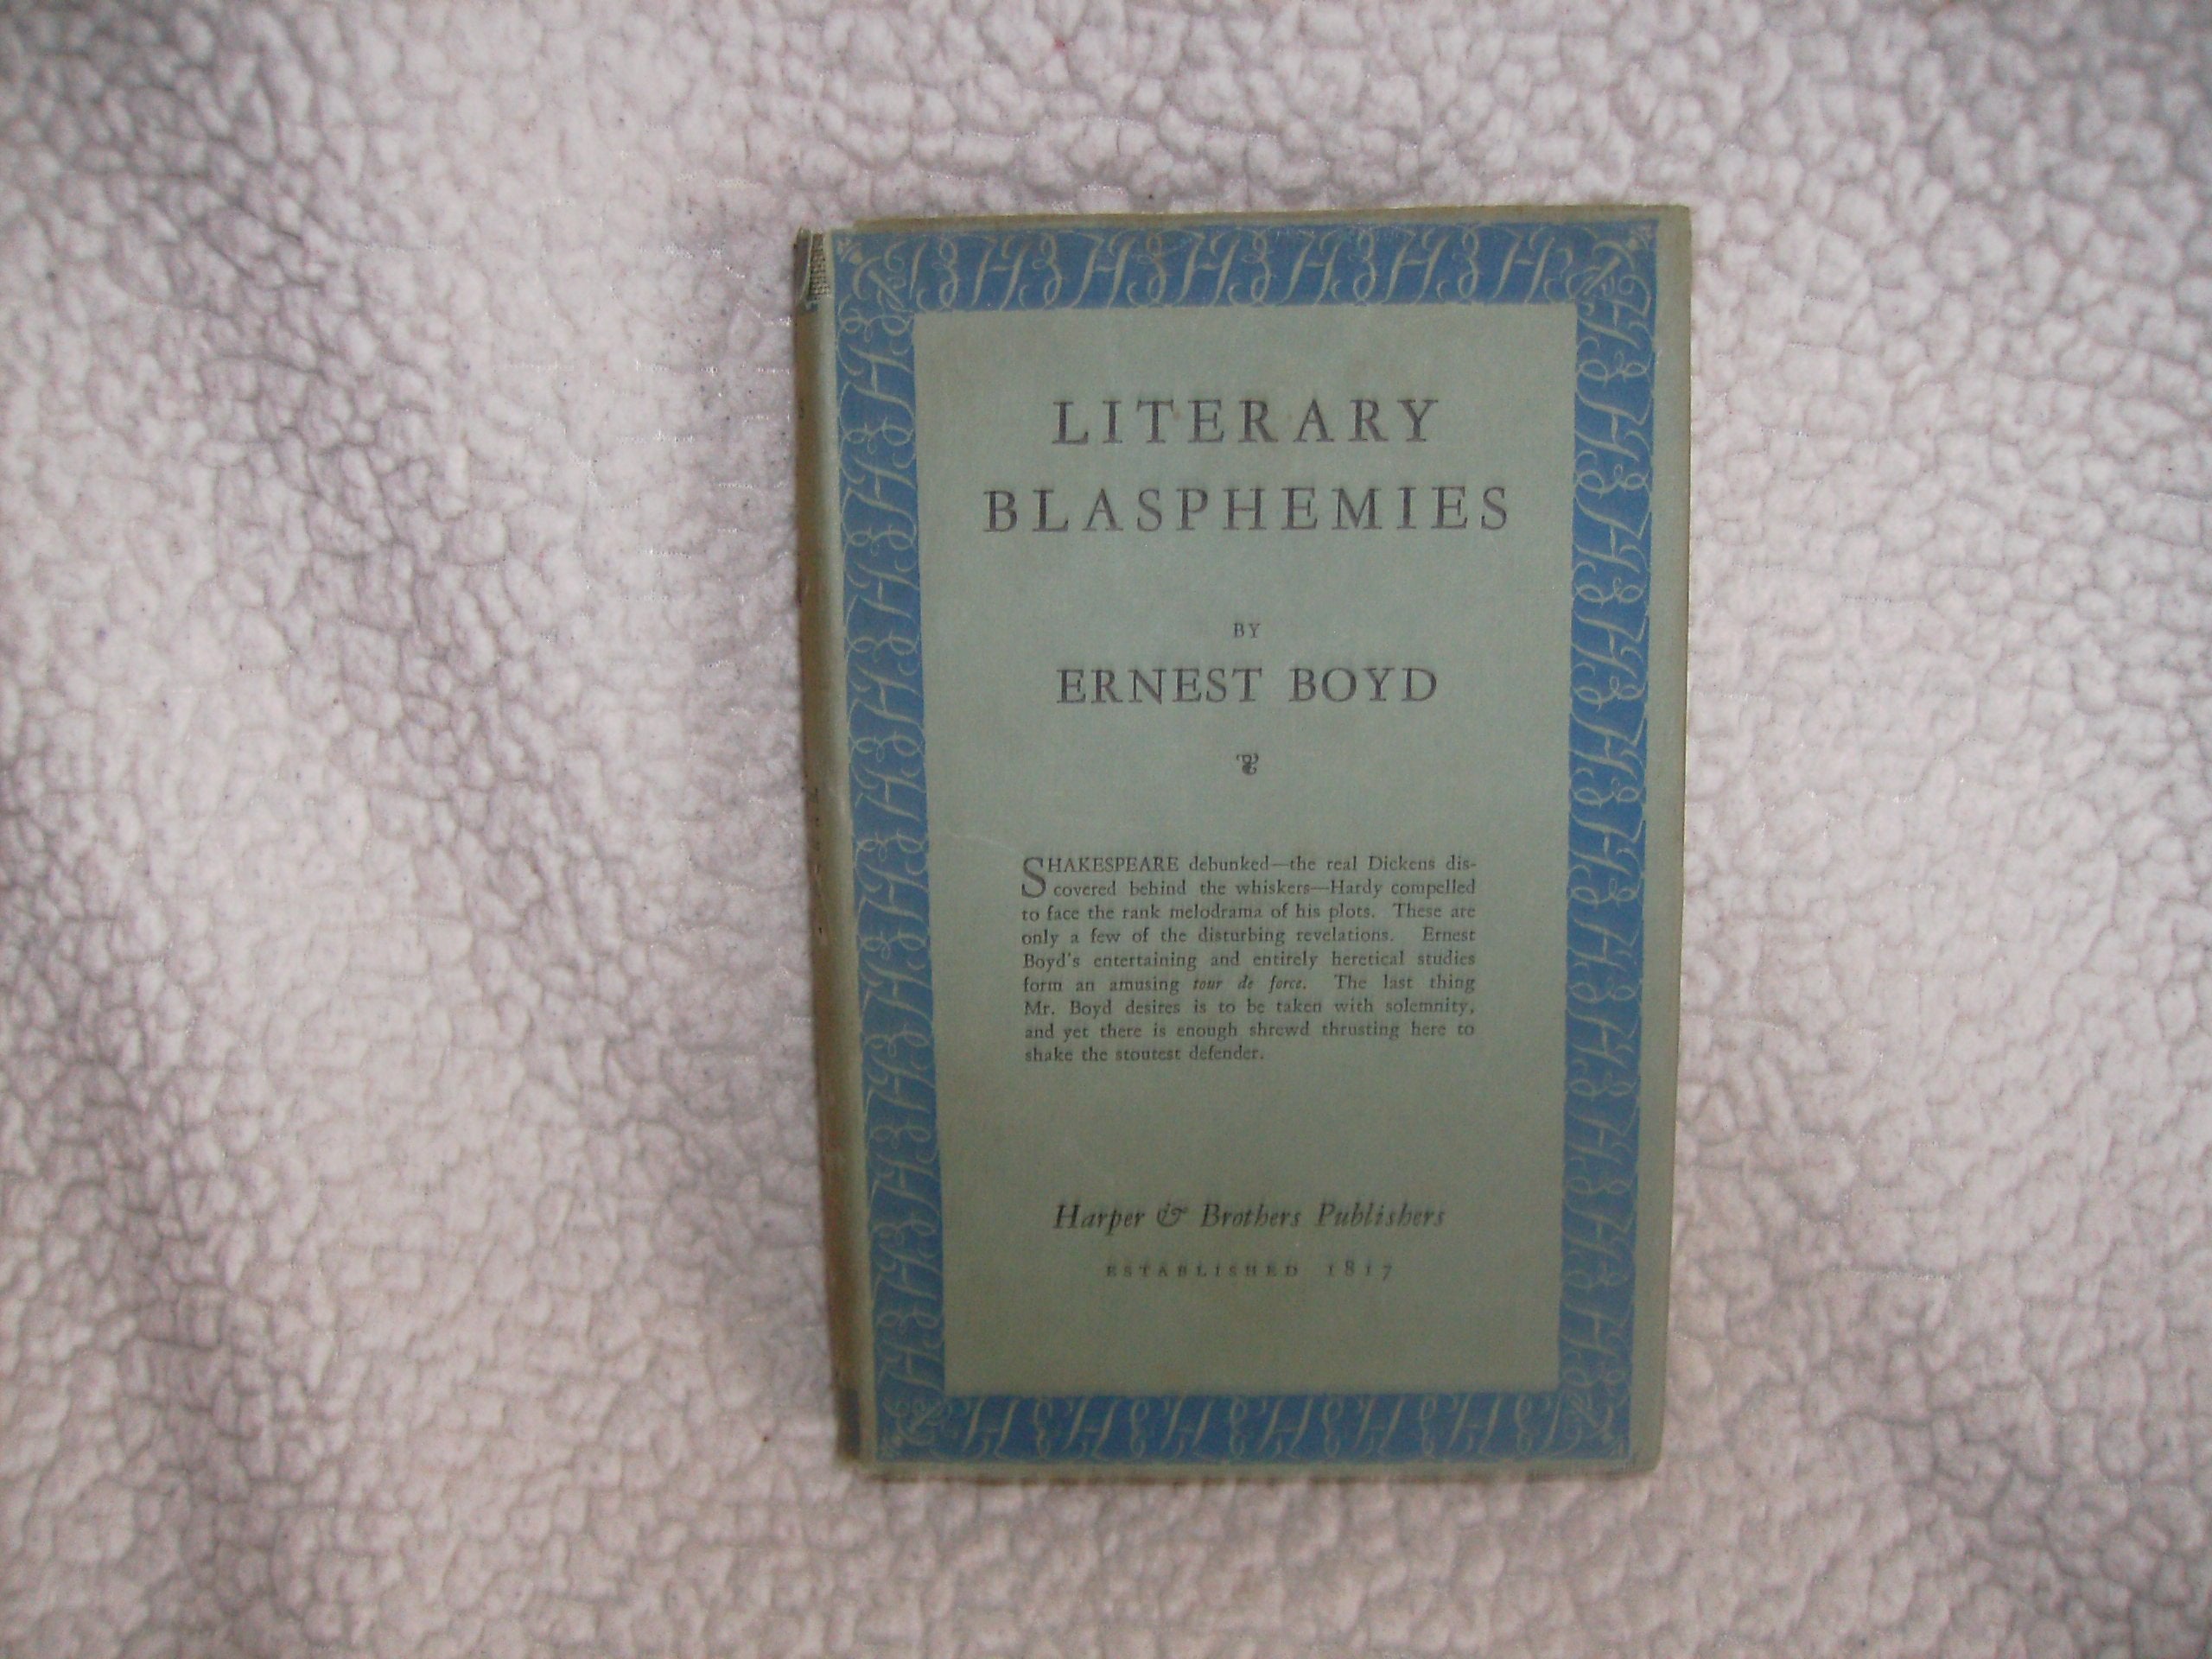 LITERARY
BLASPHEMIES
BY
ERNEST BOYD
SHAKESPEARE debunked—the real Dickens dis-
covered behind the whiskers—Hardy compelled
to face the rank melodrama of his plots. These are
only a few of the disturbing revelations. Ernest
Boyd's entertaining and entirely heretical studies
form an amusing tour de force. The last thing
Mr. Boyd desires is to be taken with solemnity,
and yet there is enough shrewd thrusting here to
shake the stoutest defender.
Harper & Brothers Publishers
ESTABLISHED 1817